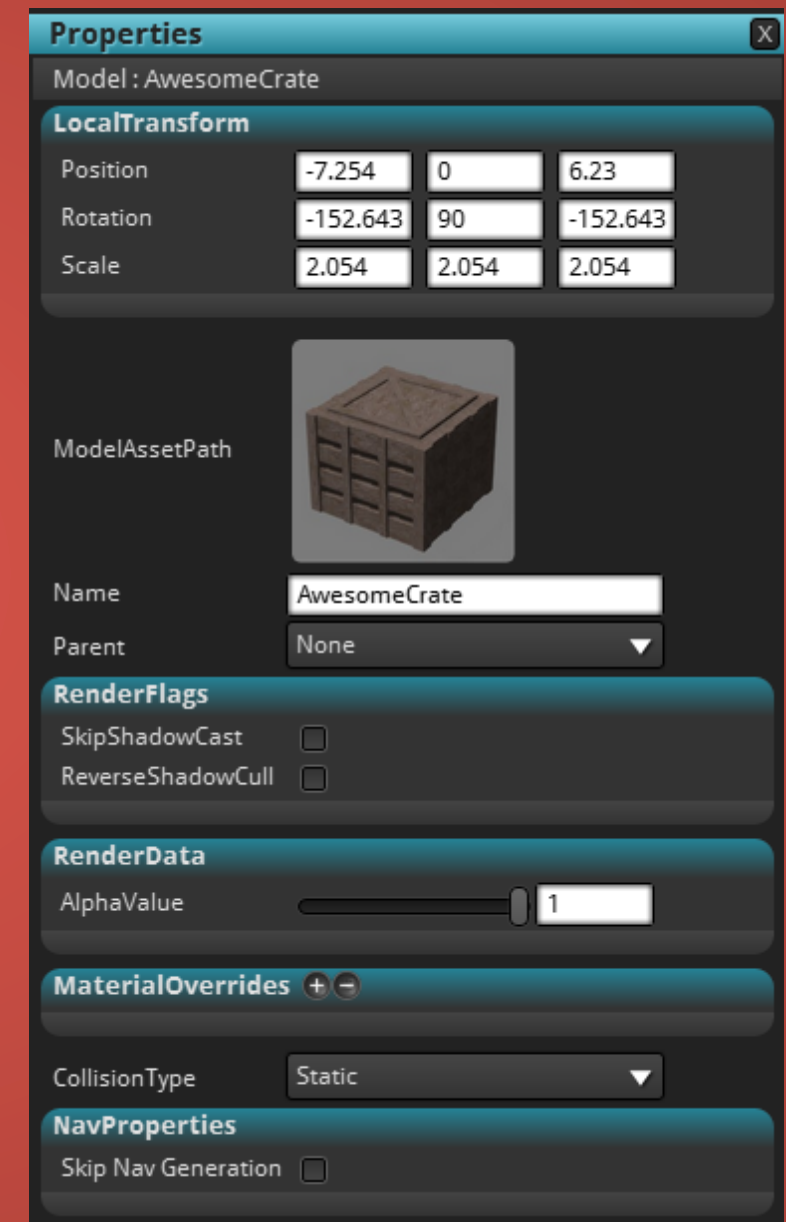 Properties X
Model : AwesomeCrate
LocalTransform
Position -7.254 0 6.23
Rotation -152.643 90 -152.643
Scale 2.054 2.054 2.054
ModelAssetPath
Name AwesomeCrate
Parent None
RenderFlags
SkipShadowCast
ReverseShadowCull
RenderData
AlphaValue 1
MaterialOverrides + -
CollisionType Static
NavProperties
Skip Nav Generation